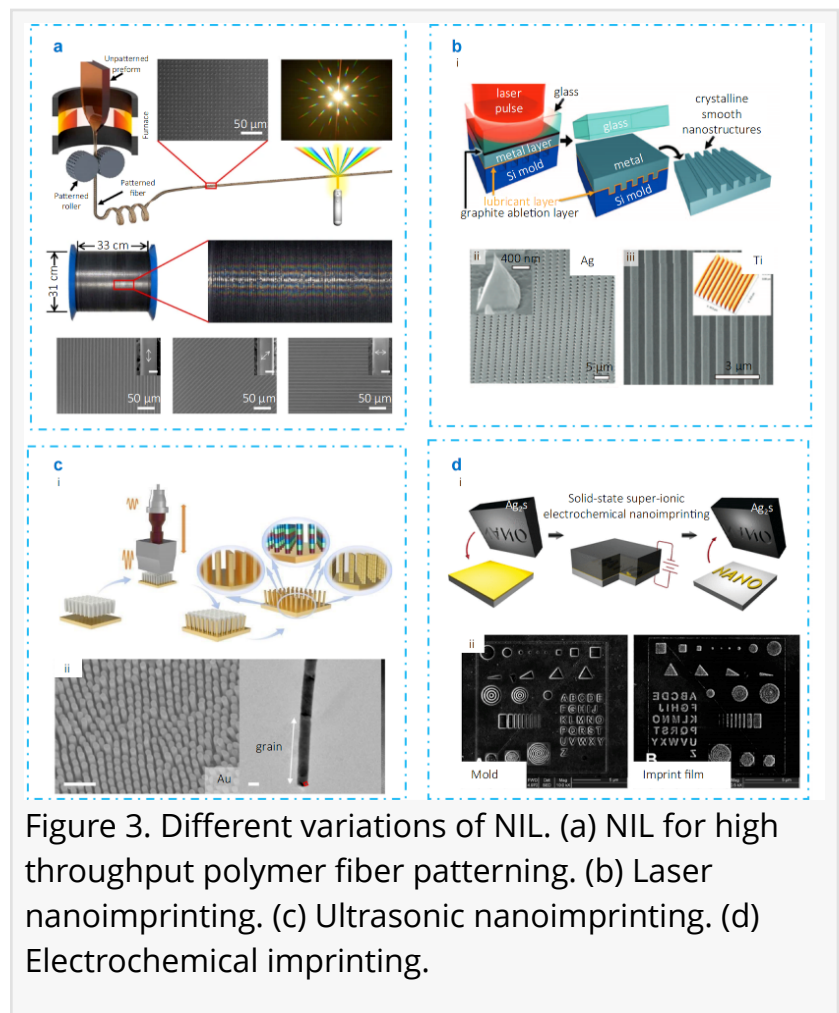 a
Unpatterned
preform
Furnace
50 μm
Patterned
roller
Patterned
fiber
33 cm
31 cm
50 μm
50 μm
50 μm
b
i
laser
pulse
glass
metal layer
Si mold
lubricant layer
graphite ablation layer
glass
metal
Si mold
crystalline
smooth
nanostructures
ii
400 nm
Ag
5 μm
iii
Ti
3 μm
c
i
ii
Au
grain
d
i
Ag₂s
NANO
Solid-state super-ionic
electrochemical nanoimprinting
Ag₂s
NANO
NANO
ii
ABCDE
FGHIJ
KLMNO
PQRST
UVWXY
Z
Mold
ABCDE
FGHIJ
KLMNO
PQRST
UVWXY
Z
B
Imprint film
Figure 3. Different variations of NIL. (a) NIL for high
throughput polymer fiber patterning. (b) Laser
nanoimprinting. (c) Ultrasonic nanoimprinting. (d)
Electrochemical imprinting.